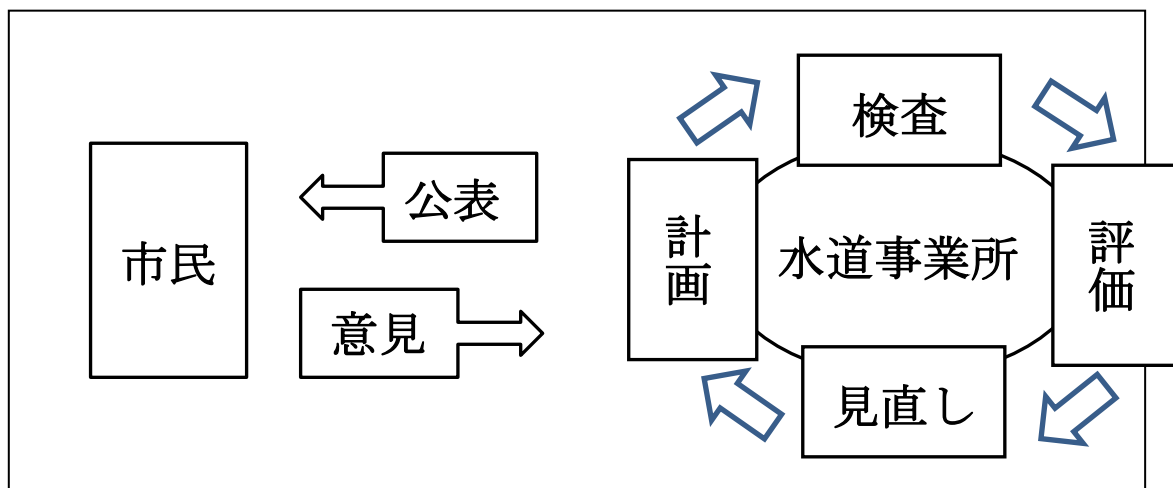 市民
公表
意見
検査
計画
水道事業所
評価
見直し